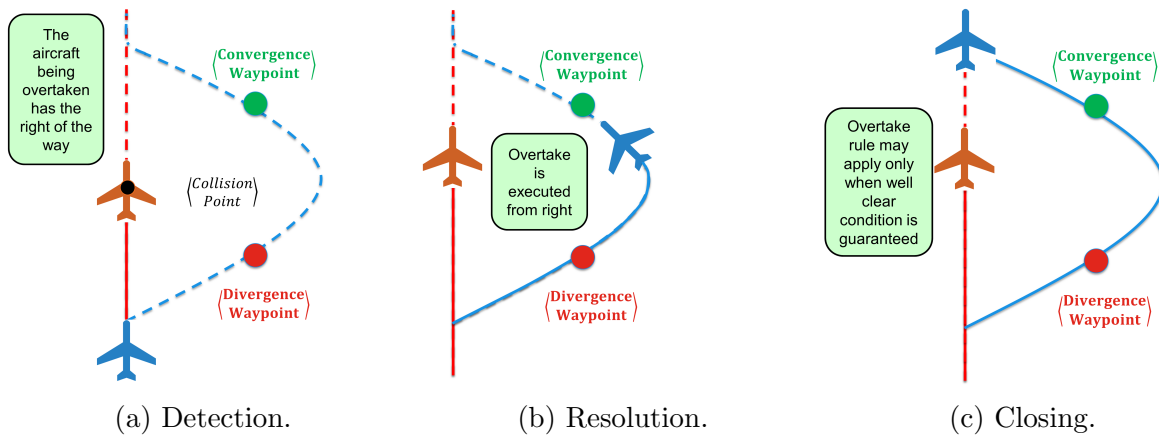 The
aircraft
being
overtaken
has the
right of the
way
⟨Convergence
Waypoint⟩
⟨Collision
Point⟩
⟨Divergence
Waypoint⟩
(a) Detection.
⟨Convergence
Waypoint⟩
Overtake
is
executed
from right
⟨Divergence
Waypoint⟩
(b) Resolution.
⟨Convergence
Waypoint⟩
Overtake
rule may
apply only
when well
clear
condition is
guaranteed
⟨Divergence
Waypoint⟩
(c) Closing.